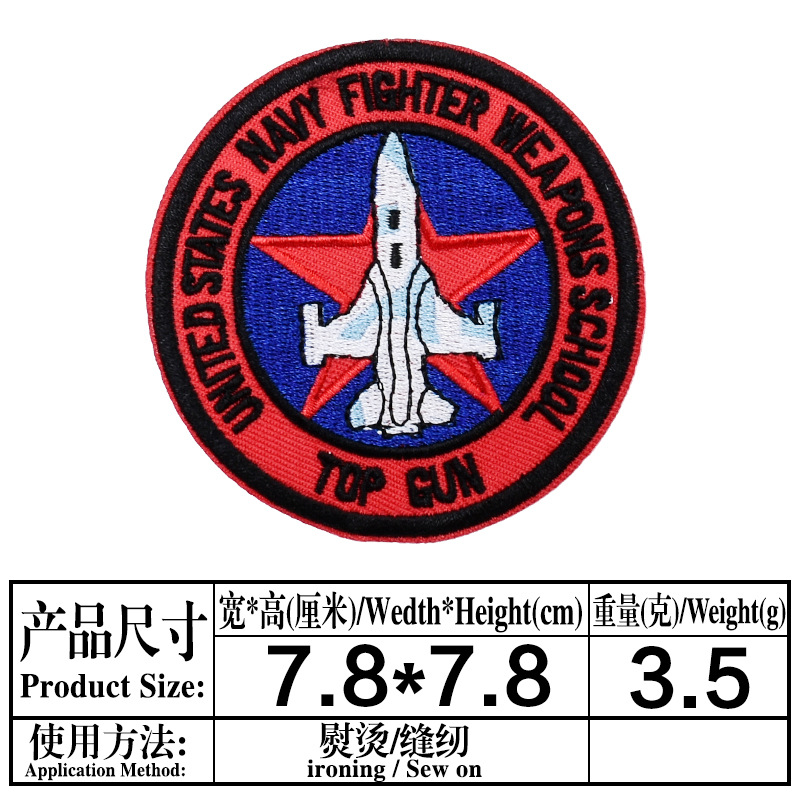 UNITED STATES NAVY FIGHTER WEAPONS SCHOOL
TOP GUN
产品尺寸
Product Size:
宽*高(厘米)/Wedth*Height(cm)
7.8*7.8
重量(克)/Weight(g)
3.5
使用方法:
Application Method:
熨烫/缝纫
ironing / Sew on